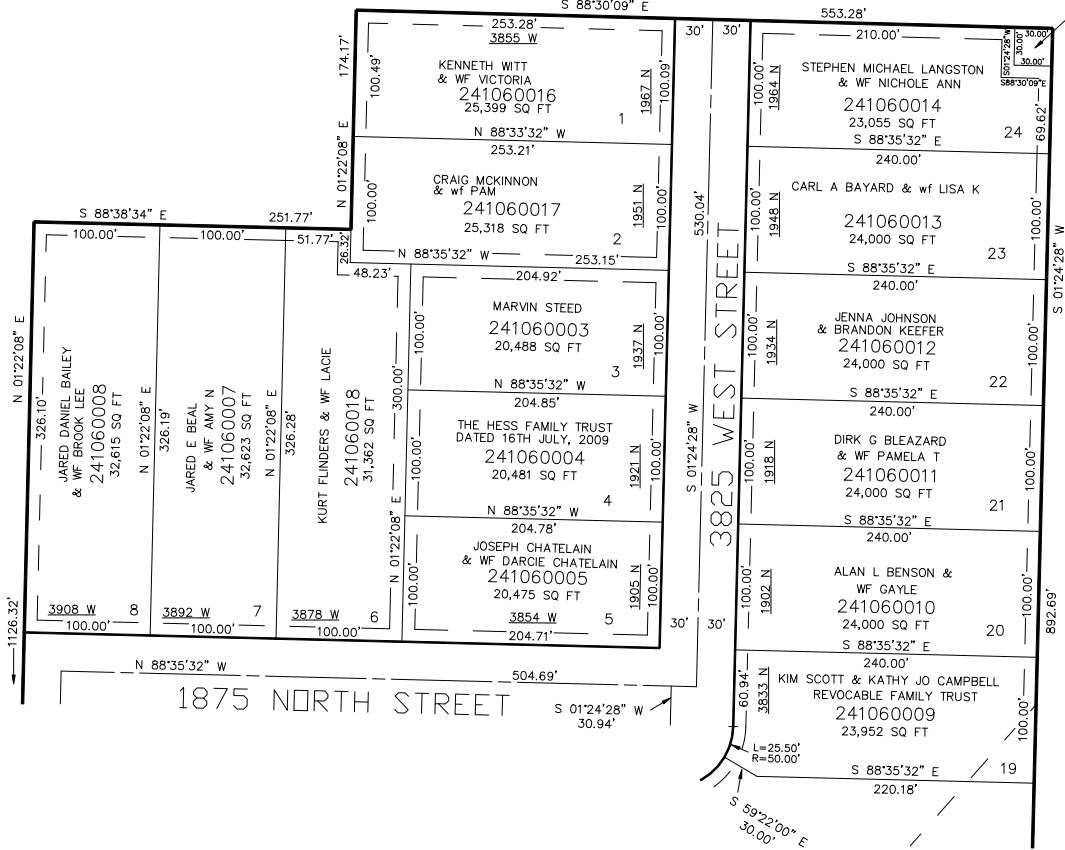 S 88°30'09" E
553.28'
253.28'
3855 W
30'
30'
210.00'
30.00'
30.00'
30.00'
S01°24'28"W
S88°30'09"E
174.17'
100.49'
KENNETH WITT
& WF VICTORIA
241060016
25,399 SQ FT
1
1967 N
100.09'
N 88°33'32" W
253.21'
100.00'
1964 N
STEPHEN MICHAEL LANGSTON
& WF NICHOLE ANN
241060014
23,055 SQ FT
24
69.62'
S 88°35'32" E
240.00'
N 01°22'08" E
100.00'
CRAIG MCKINNON
& wf PAM
241060017
25,318 SQ FT
2
1951 N
100.00'
N 88°35'32" W
253.15'
530.04'
100.00'
1948 N
CARL A BAYARD & wf LISA K
241060013
24,000 SQ FT
23
100.00'
S 88°35'32" E
240.00'
S 01°24'28" W
S 88°38'34" E
251.77'
100.00'
100.00'
51.77'
26.32'
48.23'
204.92'
100.00'
MARVIN STEED
241060003
20,488 SQ FT
3
1937 N
100.00'
N 88°35'32" W
204.85'
100.00'
1934 N
JENNA JOHNSON
& BRANDON KEEFER
241060012
24,000 SQ FT
22
100.00'
S 88°35'32" E
240.00'
N 01°22'08" E
326.10'
JARED DANIEL BAILEY
& WF BROOK LEE
241060008
32,615 SQ FT
N 01°22'08" E
326.19'
JARED E BEAL
& WF AMY N
241060007
32,623 SQ FT
N 01°22'08" E
326.28'
KURT FLINDERS & WF LACIE
241060018
31,362 SQ FT
300.00'
N 01°22'08" E
100.00'
THE HESS FAMILY TRUST
DATED 16TH JULY, 2009
241060004
20,481 SQ FT
4
1921 N
100.00'
N 88°35'32" W
204.78'
S 01°24'28" W
3825 WEST STREET
100.00'
1918 N
DIRK G BLEAZARD
& WF PAMELA T
241060011
24,000 SQ FT
21
100.00'
S 88°35'32" E
240.00'
100.00'
JOSEPH CHATELAIN
& WF DARCIE CHATELAIN
241060005
20,475 SQ FT
5
3854 W
1905 N
100.00'
204.71'
30'
30'
100.00'
1902 N
ALAN L BENSON &
WF GAYLE
241060010
24,000 SQ FT
20
100.00'
S 88°35'32" E
240.00'
892.69'
3908 W
8
100.00'
3892 W
7
100.00'
3878 W
6
100.00'
1126.32'
N 88°35'32" W
504.69'
1875 NORTH STREET
S 01°24'28" W
30.94'
60.94'
3833 N
KIM SCOTT & KATHY JO CAMPBELL
REVOCABLE FAMILY TRUST
241060009
23,952 SQ FT
19
100.00'
L=25.50'
R=50.00'
S 88°35'32" E
220.18'
S 59°22'00" E
30.00'